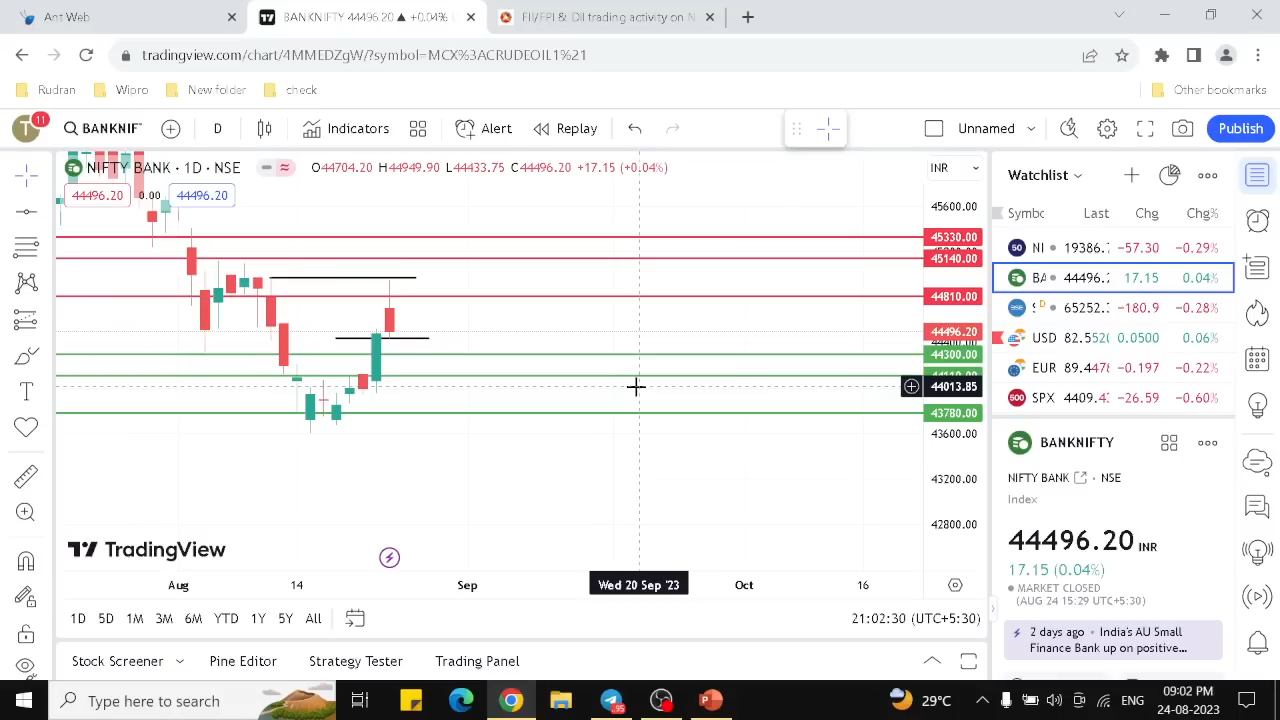 Ant Web
BANKNIFTY 44496.20 ▲ +0.04%
FII/FPI & DII trading activity on N
tradingview.com/chart/4MMEDZgW/?symbol=MCX%3ACRUDEOIL1%21
Rudran
Wipro
New folder
check
Other bookmarks
T
11
BANKNIF
D
Indicators
Alert
Replay
Unnamed
Publish
NIFTY BANK · 1D · NSE
O44704.20 H44949.90 L44433.75 C44496.20 +17.15 (+0.04%)
INR
44496.20
0.00
44496.20
45600.00
45330.00
45140.00
44810.00
44496.20
44300.00
44013.85
43780.00
43600.00
43200.00
42800.00
TradingView
Aug
14
Sep
Wed 20 Sep '23
Oct
16
1D 5D 1M 3M 6M YTD 1Y 5Y All
21:02:30 (UTC+5:30)
Stock Screener
Pine Editor
Strategy Tester
Trading Panel
Watchlist
Last Chg Chg%
50 NI 19386. −57.30 −0.29%
BA 44496. 17.15 0.04%
D 65252. −180.9 −0.28%
USD 82.5520 0.0500 0.06%
EUR 89.4478 −0.197 −0.22%
500 SPX 4409.4 −26.59 −0.60%
BANKNIFTY
NIFTY BANK · NSE
Index
44496.20 INR
17.15 (0.04%)
MARKET CLOSED
(AUG 24 15:29 UTC+5:30)
2 days ago · India's AU Small
Finance Bank up on positive...
Type here to search
95
29°C
ENG
09:02 PM
24-08-2023